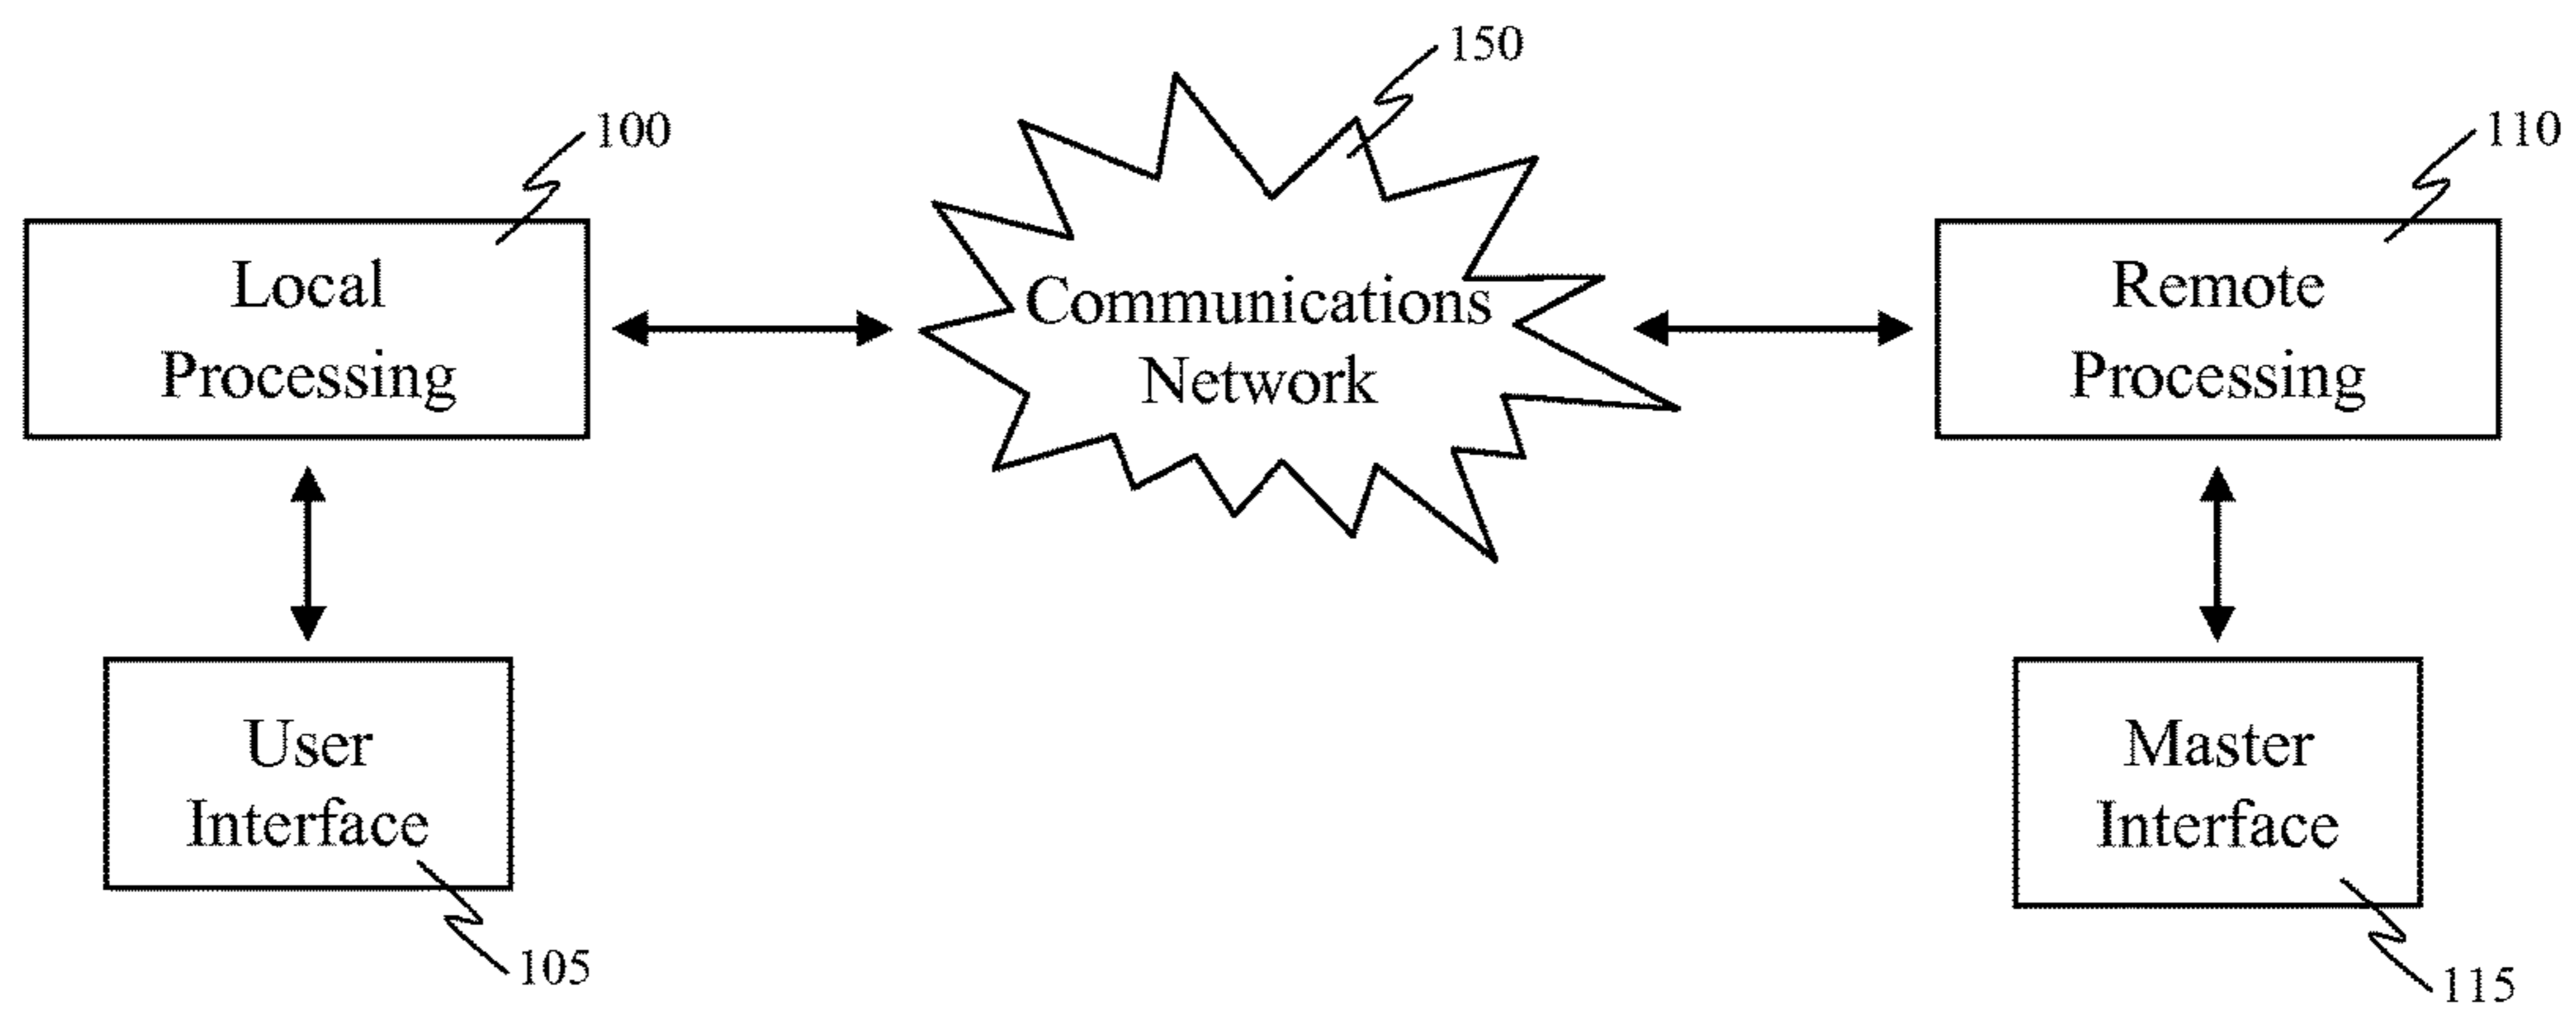 150
100
110
Local
Processing
Communications
Network
Remote
Processing
User
Interface
105
Master
Interface
115